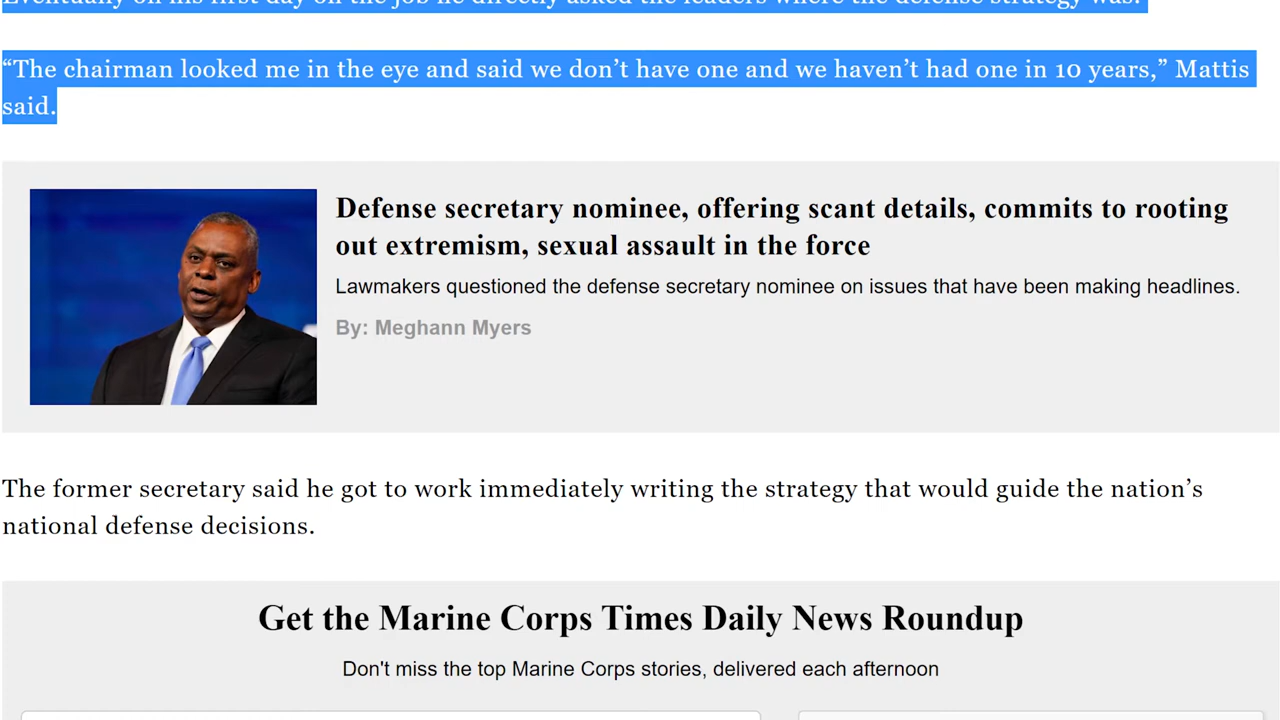 Eventually on his first day on the job he directly asked the leaders where the defense strategy was.
“The chairman looked me in the eye and said we don’t have one and we haven’t had one in 10 years,” Mattis
said.
Defense secretary nominee, offering scant details, commits to rooting
out extremism, sexual assault in the force
Lawmakers questioned the defense secretary nominee on issues that have been making headlines.
By: Meghann Myers
The former secretary said he got to work immediately writing the strategy that would guide the nation’s
national defense decisions.
Get the Marine Corps Times Daily News Roundup
Don't miss the top Marine Corps stories, delivered each afternoon